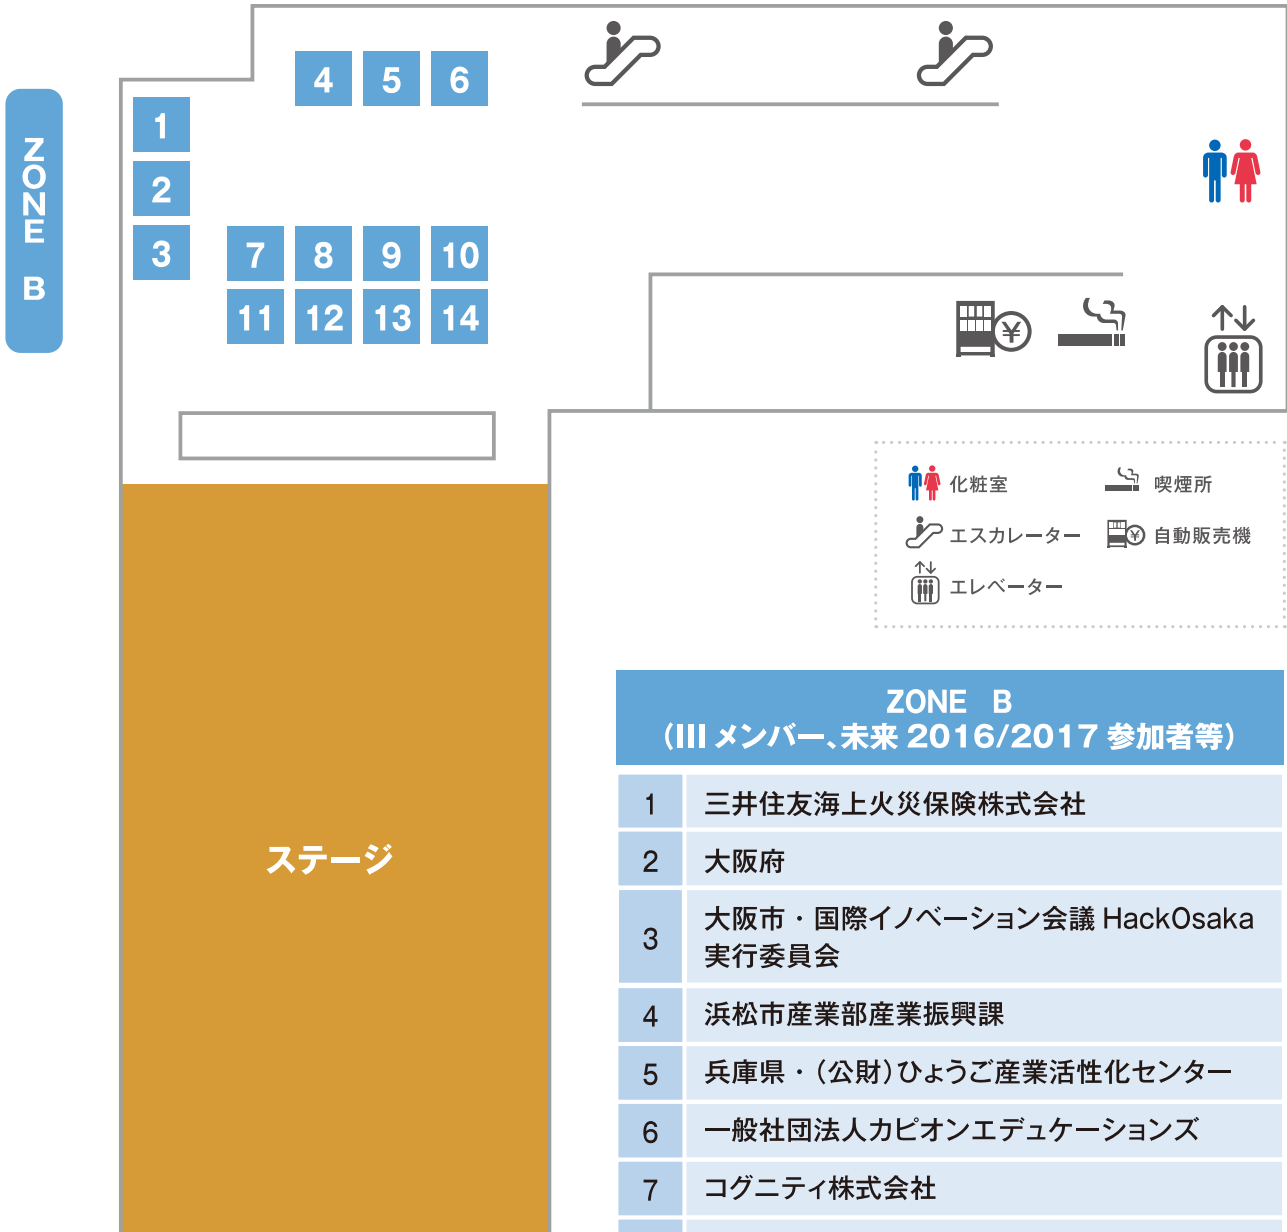 ZONE B
4 5 6
1
2
3
7 8 9 10
11 12 13 14
¥
化粧室
喫煙所
エスカレーター
¥
自動販売機
エレベーター
ステージ
ZONE B
(III メンバー、未来 2016/2017 参加者等)
1 三井住友海上火災保険株式会社
2 大阪府
3 大阪市・国際イノベーション会議 HackOsaka
実行委員会
4 浜松市産業部産業振興課
5 兵庫県・(公財)ひょうご産業活性化センター
6 一般社団法人カピオンエデュケーションズ
7 コグニティ株式会社